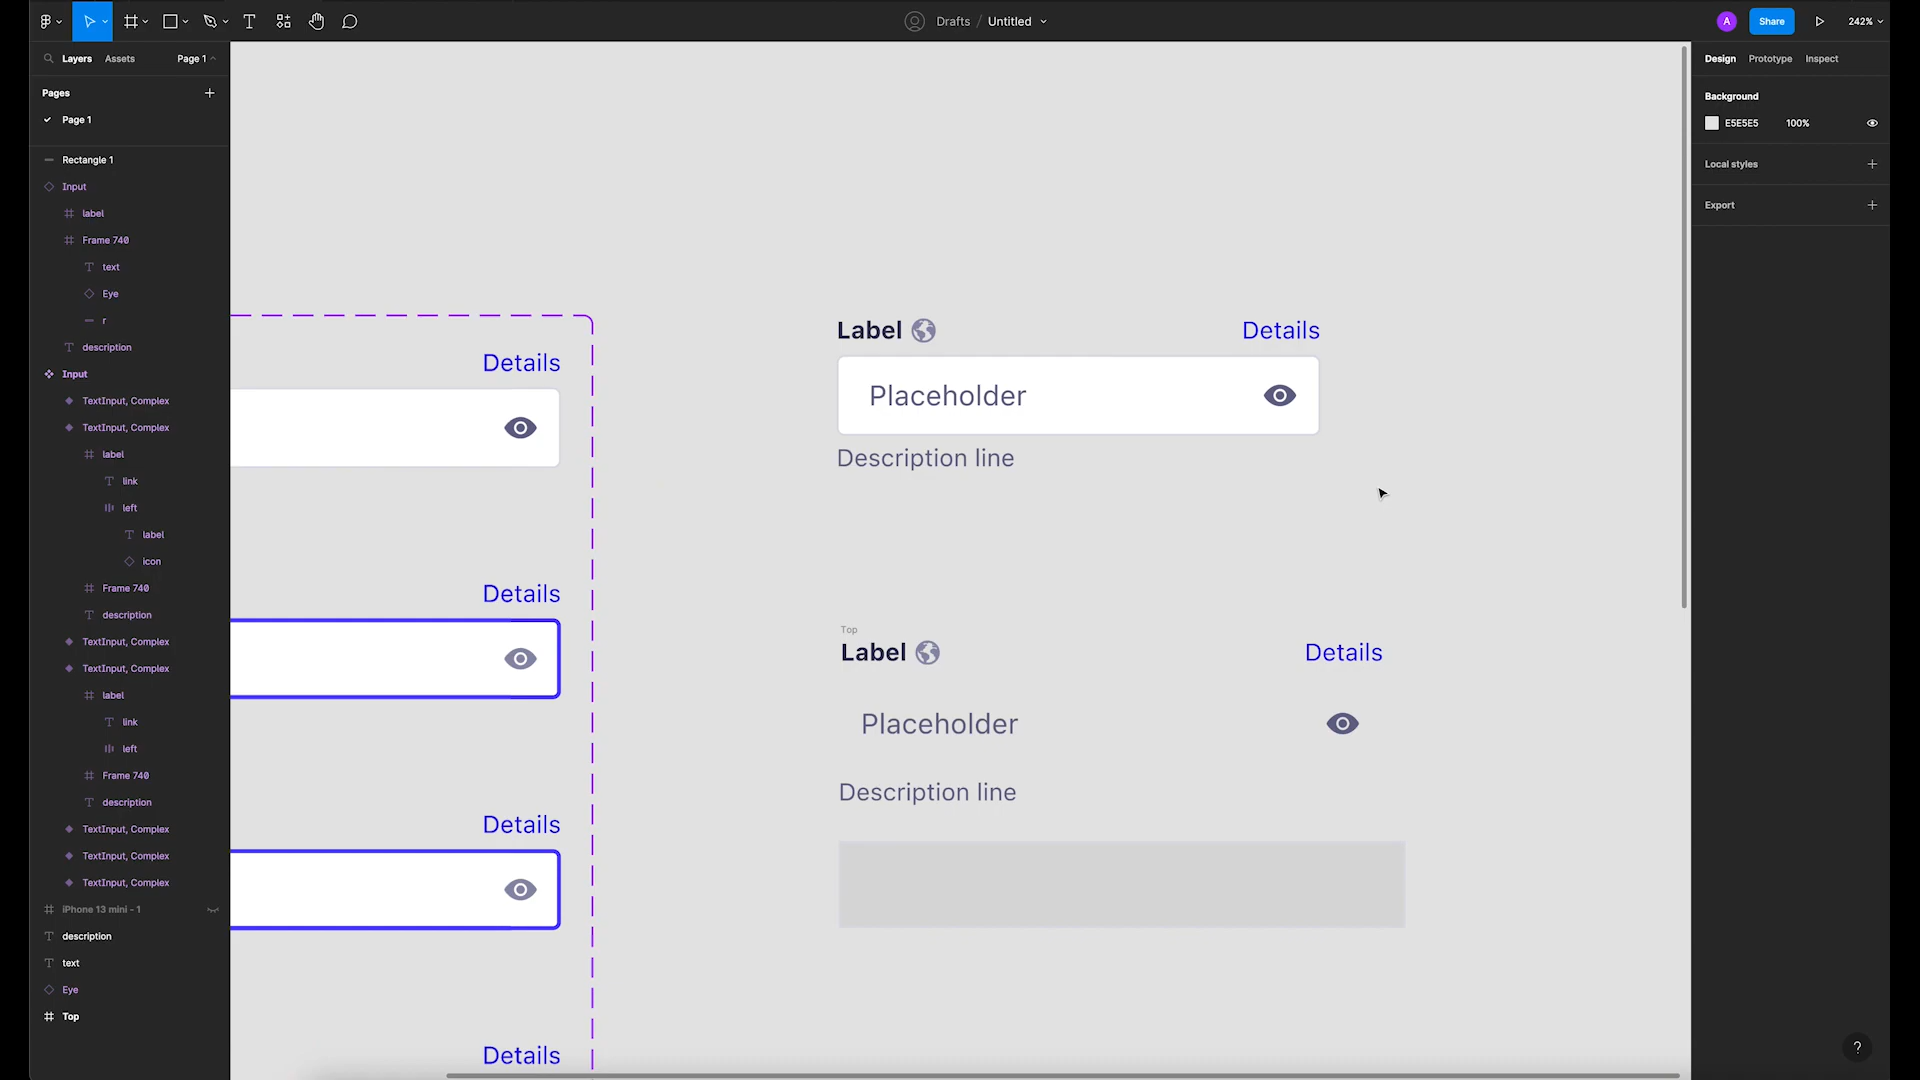 Drafts / Untitled
A
Share
242%
Layers
Assets
Page 1
Pages
Page 1
Rectangle 1
Input
label
Frame 740
text
Eye
r
description
Input
TextInput, Complex
TextInput, Complex
label
link
left
label
icon
Frame 740
description
TextInput, Complex
TextInput, Complex
label
link
left
Frame 740
description
TextInput, Complex
TextInput, Complex
TextInput, Complex
iPhone 13 mini - 1
description
text
Eye
Top
Details
Details
Details
Details
Label
Details
Placeholder
Description line
Top
Label
Details
Placeholder
Description line
Design
Prototype
Inspect
Background
E5E5E5
100%
Local styles
Export
?